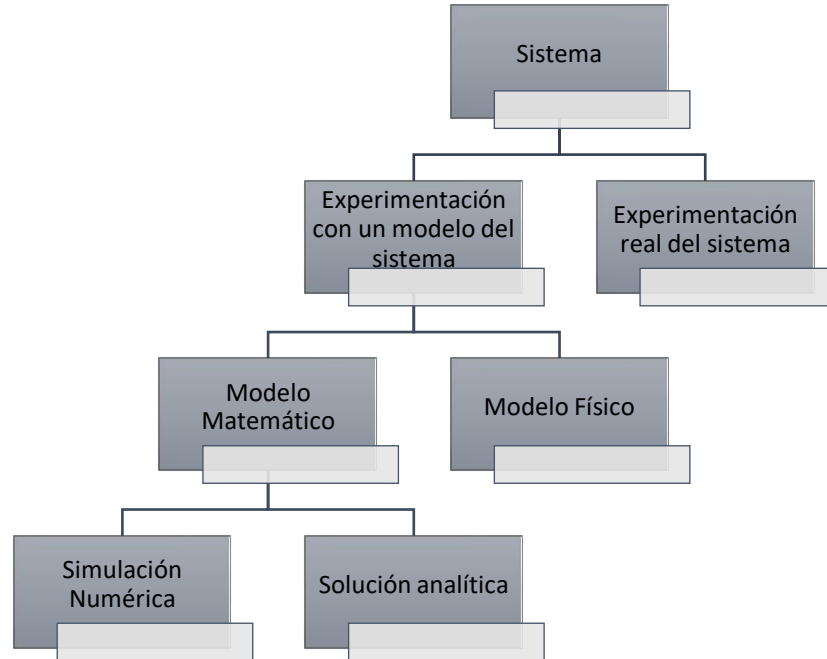 Sistema
Experimentación
con un modelo del
sistema
Experimentación
real del sistema
Modelo
Matemático
Modelo Físico
Simulación
Numérica
Solución analítica